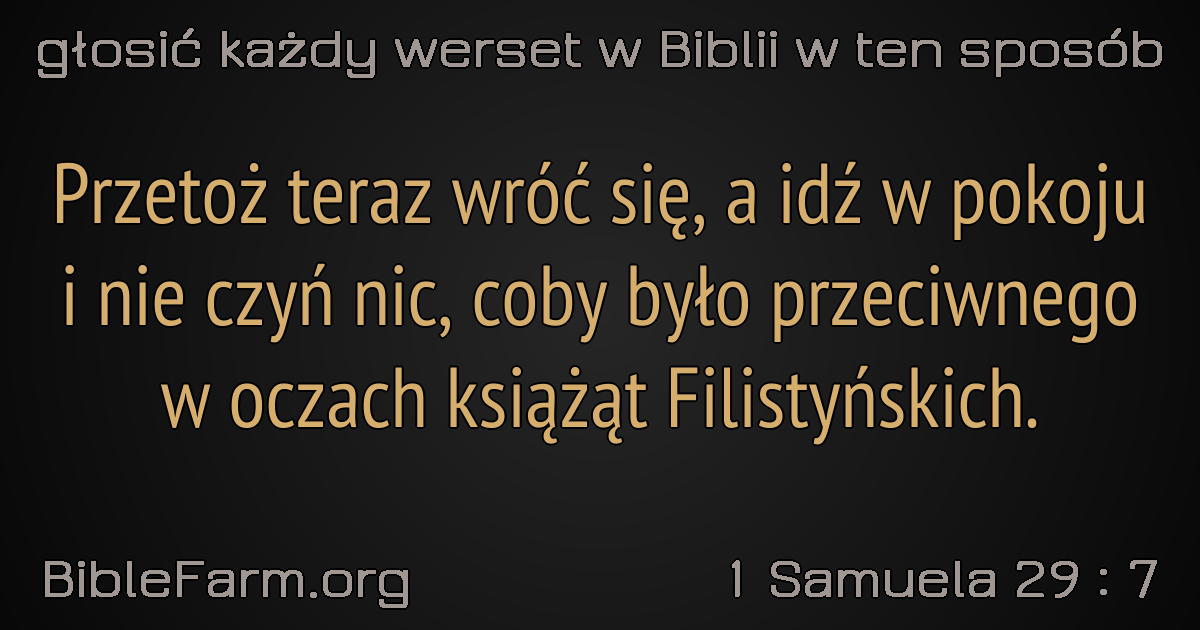 głosić każdy werset w Biblii w ten sposób
Przetoż teraz wróć się, a idź w pokoju
i nie czyń nic, coby było przeciwnego
w oczach książąt Filistyńskich.
BibleFarm.org
1 Samuela 29 : 7